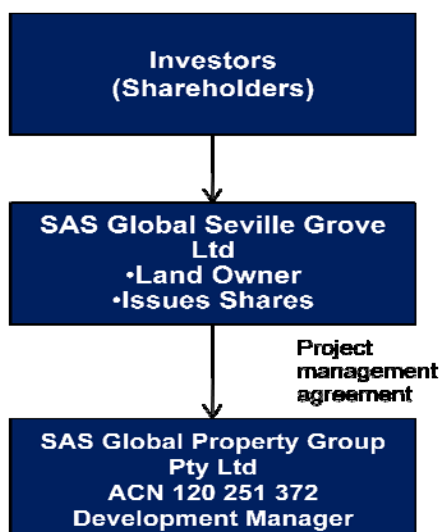 Investors
(Shareholders)
SAS Global Seville Grove
Ltd
•Land Owner
•Issues Shares
Project
management
agreement
SAS Global Property Group
Pty Ltd
ACN 120 251 372
Development Manager